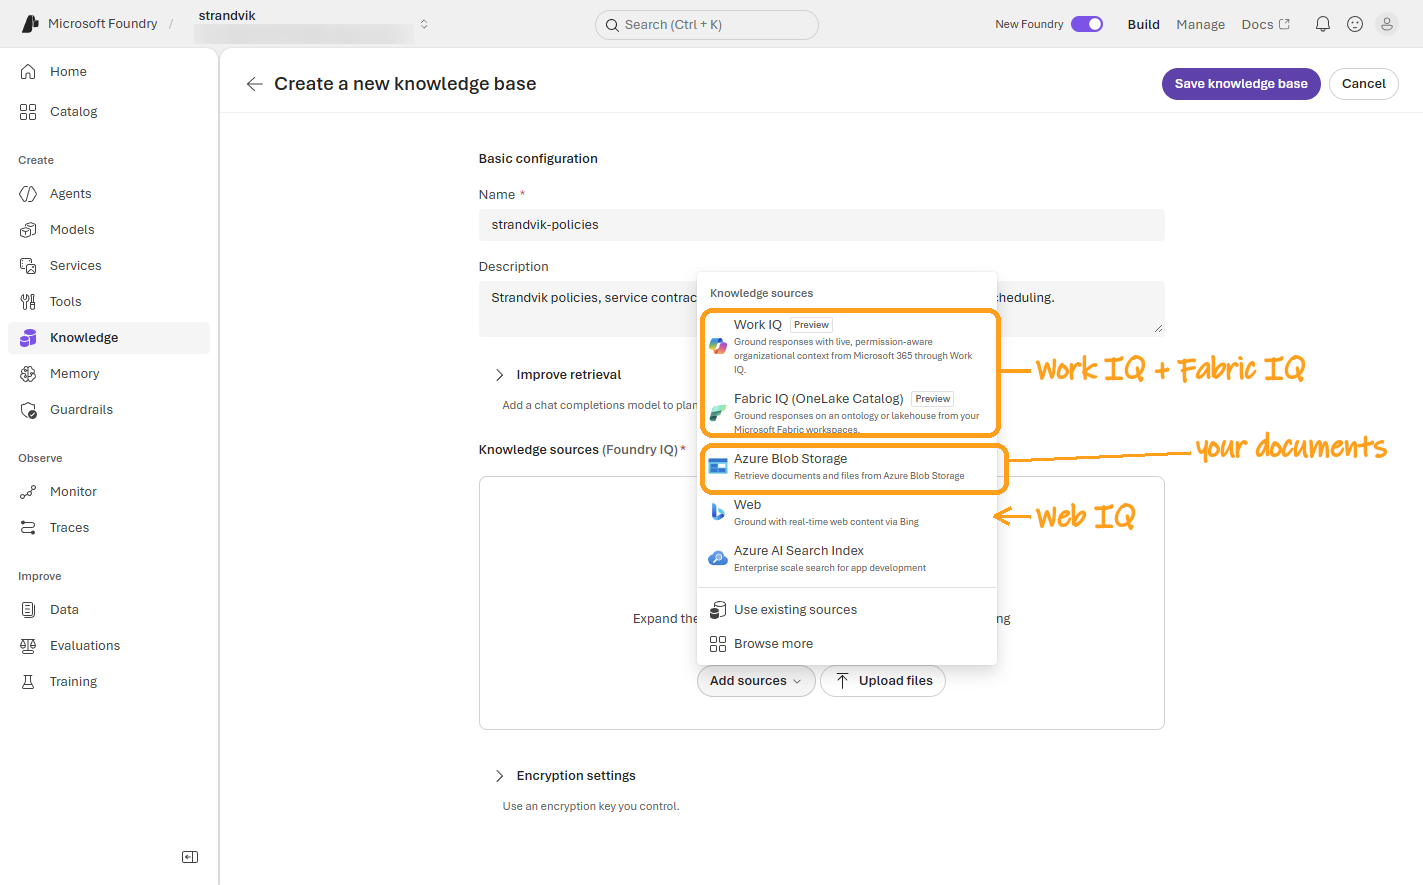 Microsoft Foundry / strandvik
Search (Ctrl + K)
New Foundry
Build
Manage
Docs
Home
Catalog
Create
Agents
Models
Services
Tools
Knowledge
Memory
Guardrails
Observe
Monitor
Traces
Improve
Data
Evaluations
Training
Create a new knowledge base
Save knowledge base
Cancel
Basic configuration
Name *
strandvik-policies
Description
Strandvik policies, service contrac
heduling.
Improve retrieval
Add a chat completions model to plan
Knowledge sources (Foundry IQ) *
Knowledge sources
Work IQ Preview
Ground responses with live, permission-aware
organizational context from Microsoft 365 through Work
IQ.
Fabric IQ (OneLake Catalog) Preview
Ground responses on an ontology or lakehouse from your
Microsoft Fabric workspaces.
Azure Blob Storage
Retrieve documents and files from Azure Blob Storage
Web
Ground with real-time web content via Bing
Azure AI Search Index
Enterprise scale search for app development
Use existing sources
Browse more
Work IQ + Fabric IQ
your documents
Web IQ
Expand the
ng
Add sources
Upload files
Encryption settings
Use an encryption key you control.